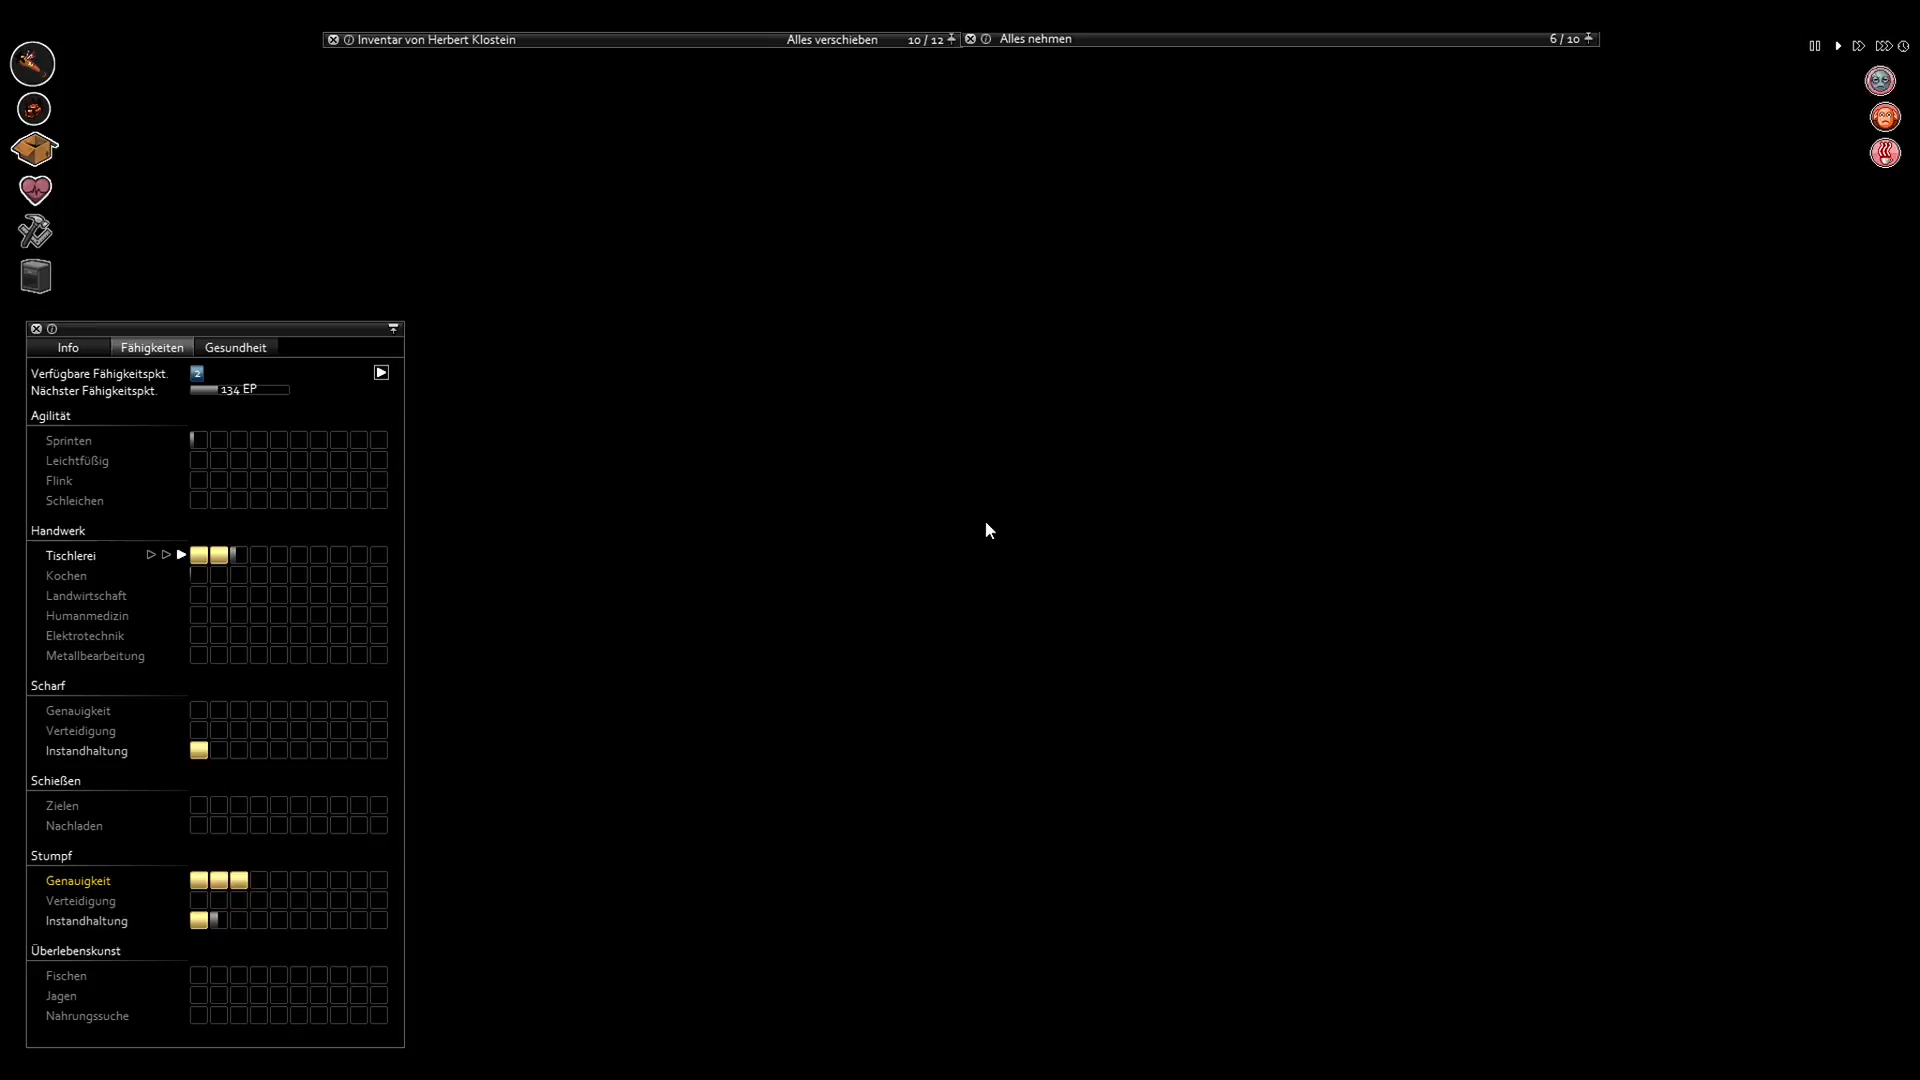 Inventar von Herbert Klostein
Alles verschieben
10 / 12
Alles nehmen
6 / 10
Info
Fähigkeiten
Gesundheit
Verfügbare Fähigkeitspkt.
2
Nächster Fähigkeitspkt.
134 EP
Agilität
Sprinten
Leichtfüßig
Flink
Schleichen
Handwerk
Tischlerei
Kochen
Landwirtschaft
Humanmedizin
Elektrotechnik
Metallbearbeitung
Scharf
Genauigkeit
Verteidigung
Instandhaltung
Schießen
Zielen
Nachladen
Stumpf
Genauigkeit
Verteidigung
Instandhaltung
Überlebenskunst
Fischen
Jagen
Nahrungssuche